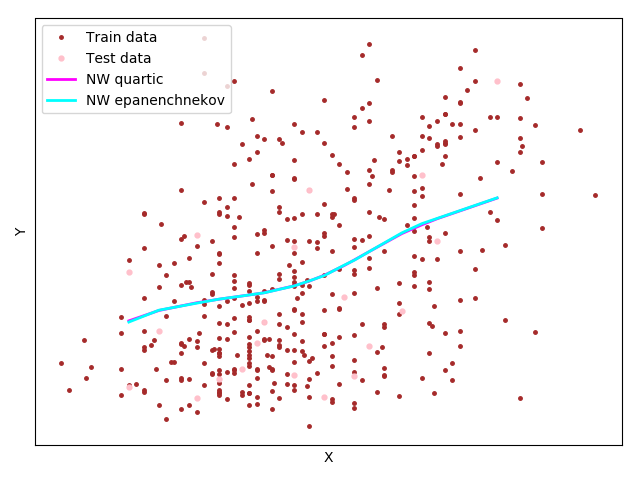 Train data
Test data
NW quartic
NW epanenchnekov
Y
X